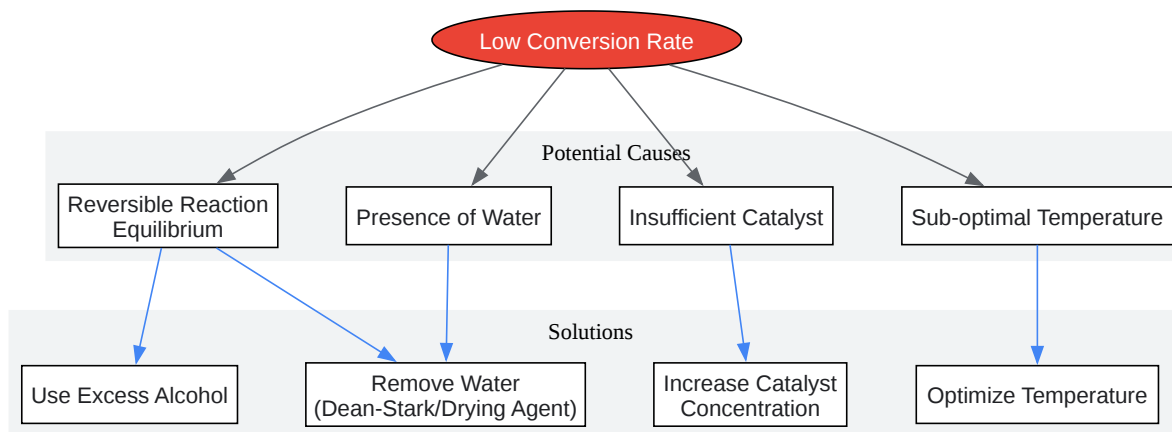 Low Conversion Rate
Potential Causes
Reversible Reaction
Equilibrium
Presence of Water
Insufficient Catalyst
Sub-optimal Temperature
Solutions
Use Excess Alcohol
Remove Water
(Dean-Stark/Drying Agent)
Increase Catalyst
Concentration
Optimize Temperature